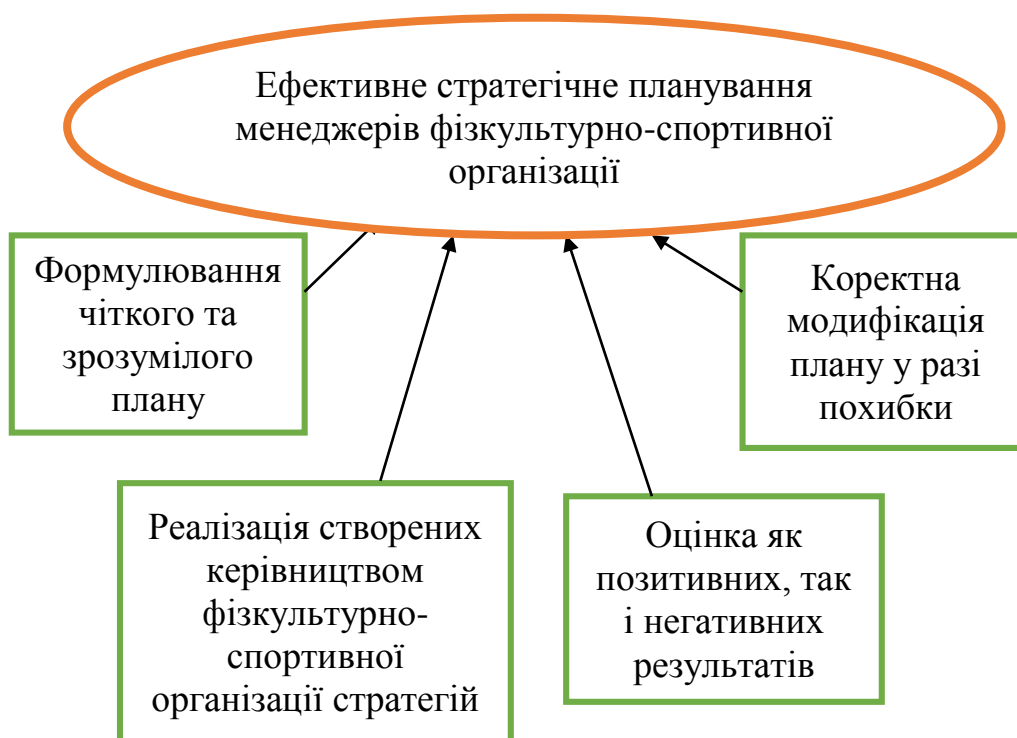 Ефективне стратегічне планування
менеджерів фізкультурно-спортивної
організації
Формулювання
чіткого та
зрозумілого
плану
Коректна
модифікація
плану у разі
похибки
Реалізація створених
керівництвом
фізкультурно-
спортивної
організації стратегій
Оцінка як
позитивних, так
і негативних
результатів